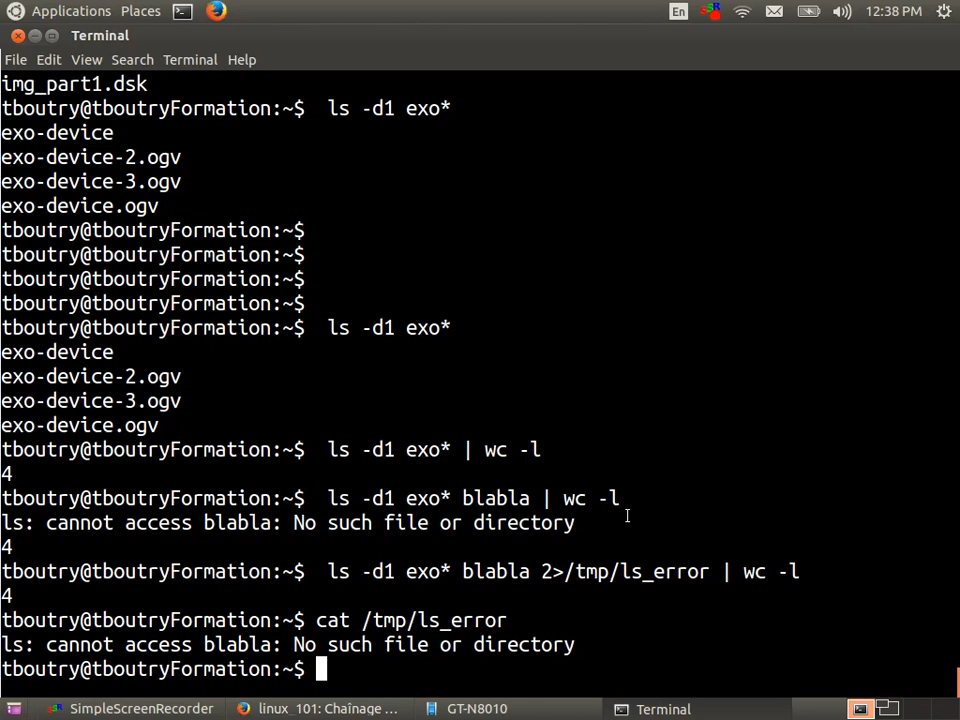 Applications Places En 12:38 PM
Terminal
File Edit View Search Terminal Help
img_part1.dsk
tboutry@tboutryFormation:~$  ls -d1 exo*
exo-device
exo-device-2.ogv
exo-device-3.ogv
exo-device.ogv
tboutry@tboutryFormation:~$
tboutry@tboutryFormation:~$
tboutry@tboutryFormation:~$
tboutry@tboutryFormation:~$
tboutry@tboutryFormation:~$  ls -d1 exo*
exo-device
exo-device-2.ogv
exo-device-3.ogv
exo-device.ogv
tboutry@tboutryFormation:~$  ls -d1 exo* | wc -l
4
tboutry@tboutryFormation:~$  ls -d1 exo* blabla | wc -l
ls: cannot access blabla: No such file or directory
4
tboutry@tboutryFormation:~$  ls -d1 exo* blabla 2>/tmp/ls_error | wc -l
4
tboutry@tboutryFormation:~$ cat /tmp/ls_error
ls: cannot access blabla: No such file or directory
tboutry@tboutryFormation:~$
SimpleScreenRecorder linux_101: Chaînage ... GT-N8010 Terminal